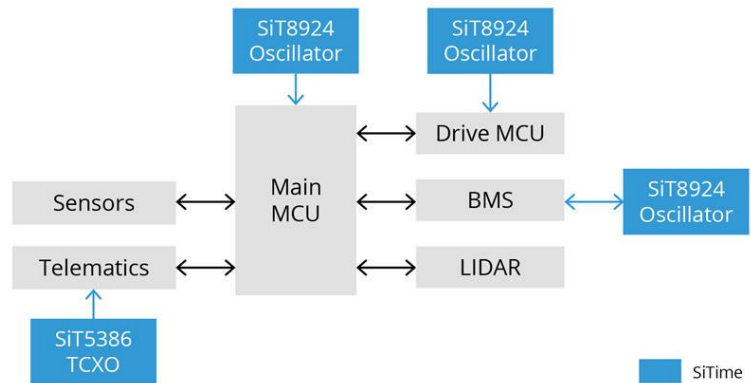 SiT8924
Oscillator
SiT8924
Oscillator
Drive MCU
Main
MCU
Sensors
BMS
SiT8924
Oscillator
Telematics
LIDAR
SiT5386
TCXO
SiTime